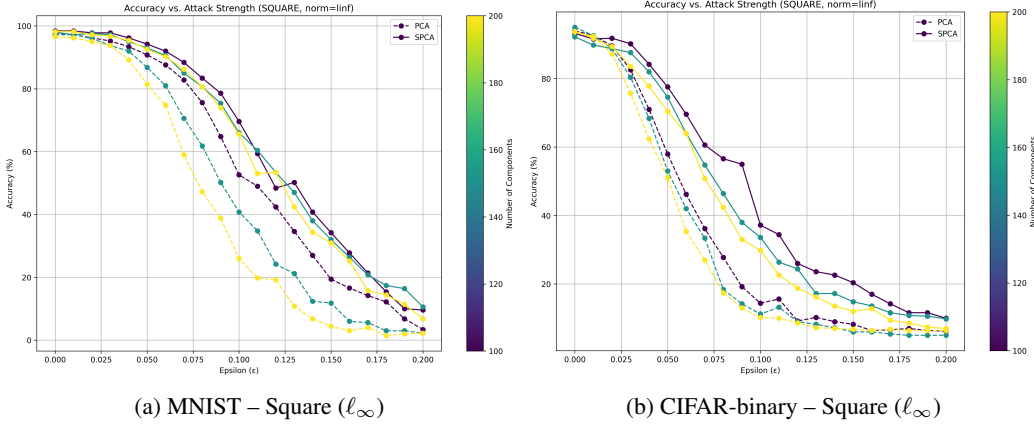 Accuracy vs. Attack Strength (SQUARE, norm=linf)
PCA
SPCA
100
80
60
40
20
0
Accuracy (%)
0.000 0.025 0.050 0.075 0.100 0.125 0.150 0.175 0.200
Epsilon (ε)
200
180
160
140
120
100
Number of Components
(a) MNIST – Square (ℓ∞)
Accuracy vs. Attack Strength (SQUARE, norm=linf)
PCA
SPCA
80
60
40
20
Accuracy (%)
0.000 0.025 0.050 0.075 0.100 0.125 0.150 0.175 0.200
Epsilon (ε)
200
180
160
140
120
100
Number of Components
(b) CIFAR-binary – Square (ℓ∞)